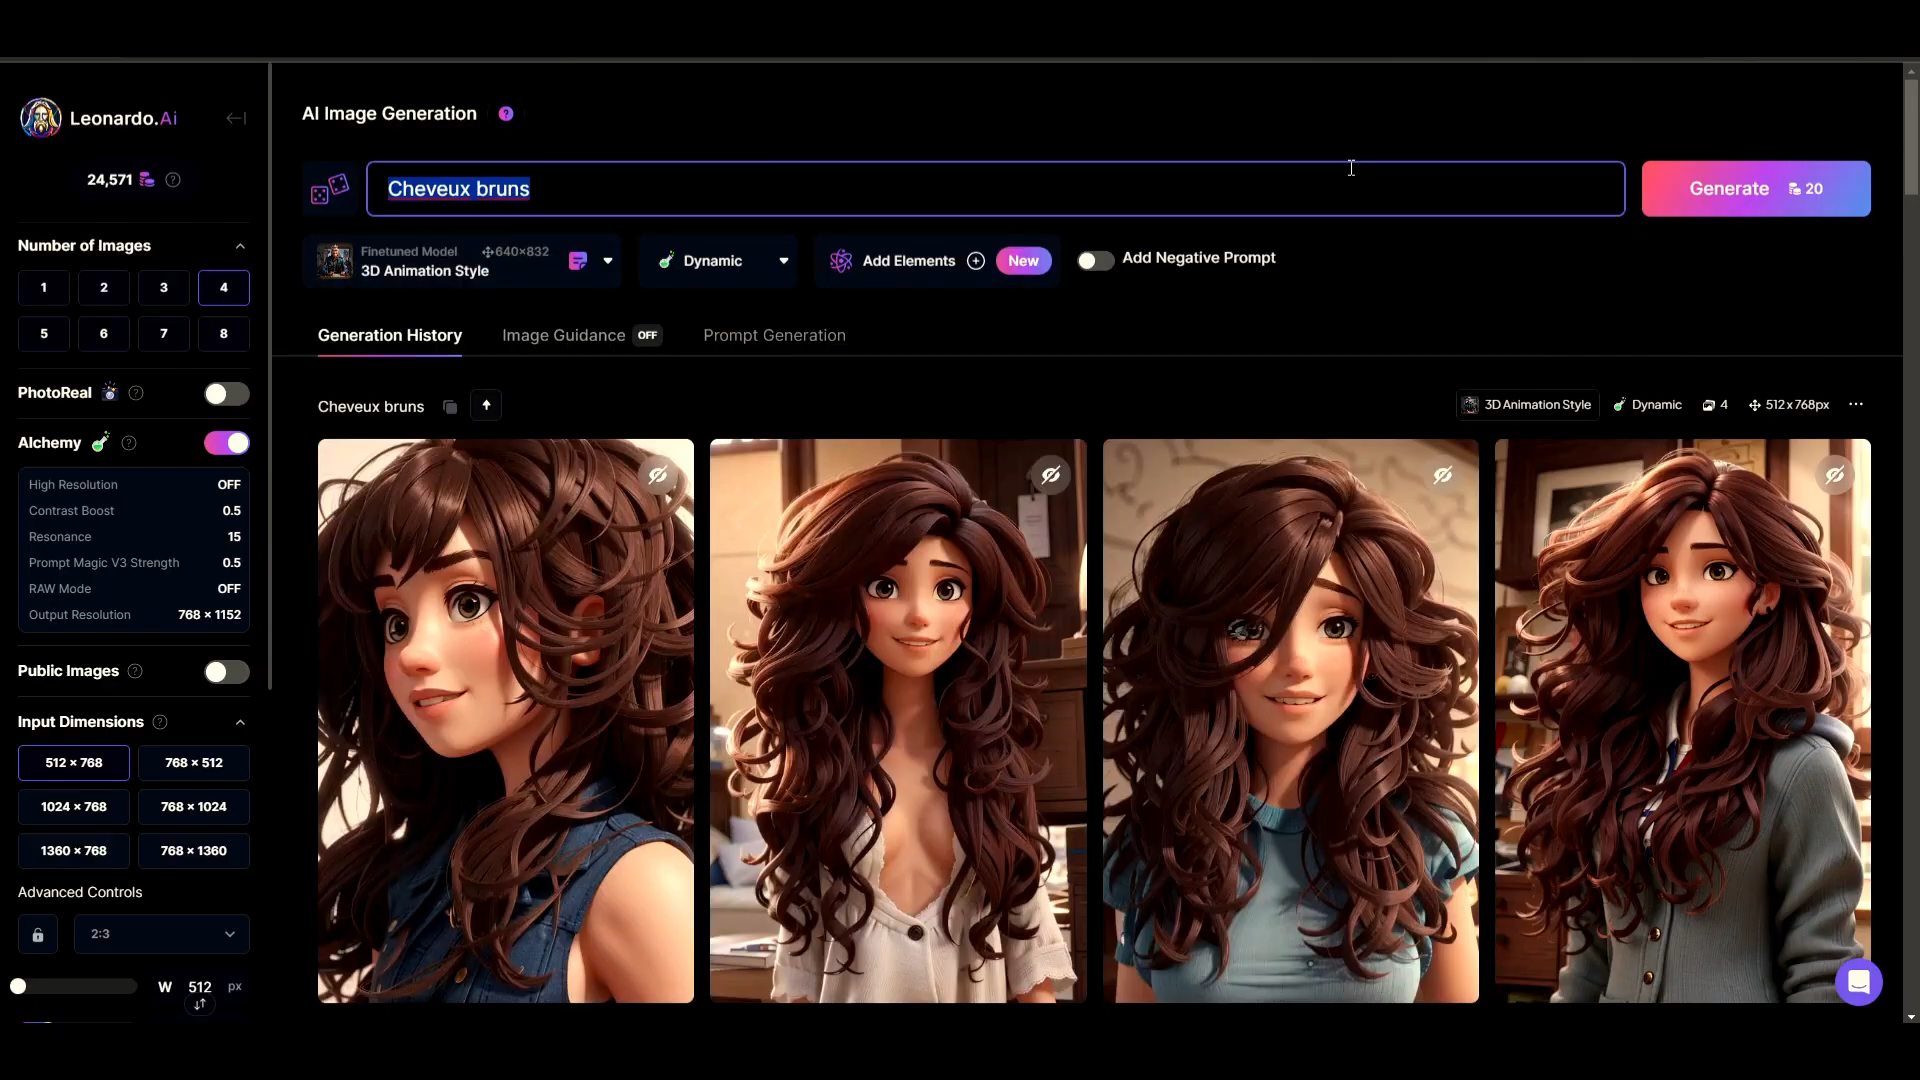 Leonardo.Ai
24,571
Number of Images
1 2 3 4
5 6 7 8
PhotoReal
Alchemy
High Resolution OFF
Contrast Boost 0.5
Resonance 15
Prompt Magic V3 Strength 0.5
RAW Mode OFF
Output Resolution 768 × 1152
Public Images
Input Dimensions
512 × 768 768 × 512
1024 × 768 768 × 1024
1360 × 768 768 × 1360
Advanced Controls
2:3
W 512 px
AI Image Generation ?
Cheveux bruns
Generate 20
Finetuned Model 640×832
3D Animation Style
Dynamic
Add Elements
New
Add Negative Prompt
Generation History Image Guidance OFF Prompt Generation
Cheveux bruns
3D Animation Style Dynamic 4 512 x 768px